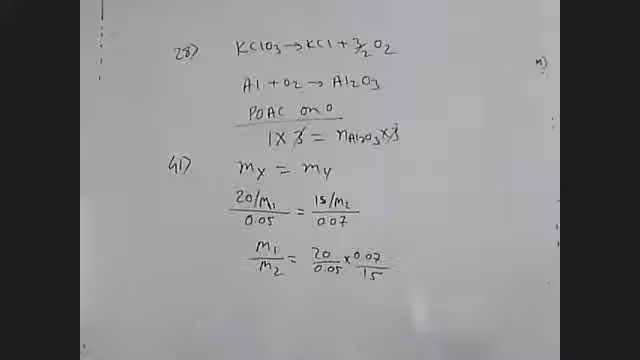 28) KClO3 → KCl + 3/2 O2
Al + O2 → Al2O3
POAC on O
1 × 3 = nAl2O3 × 3
41) mx = my
20/M1 / 0.05 = 15/M2 / 0.07
M1 / M2 = 20 / 0.05 × 0.07 / 15